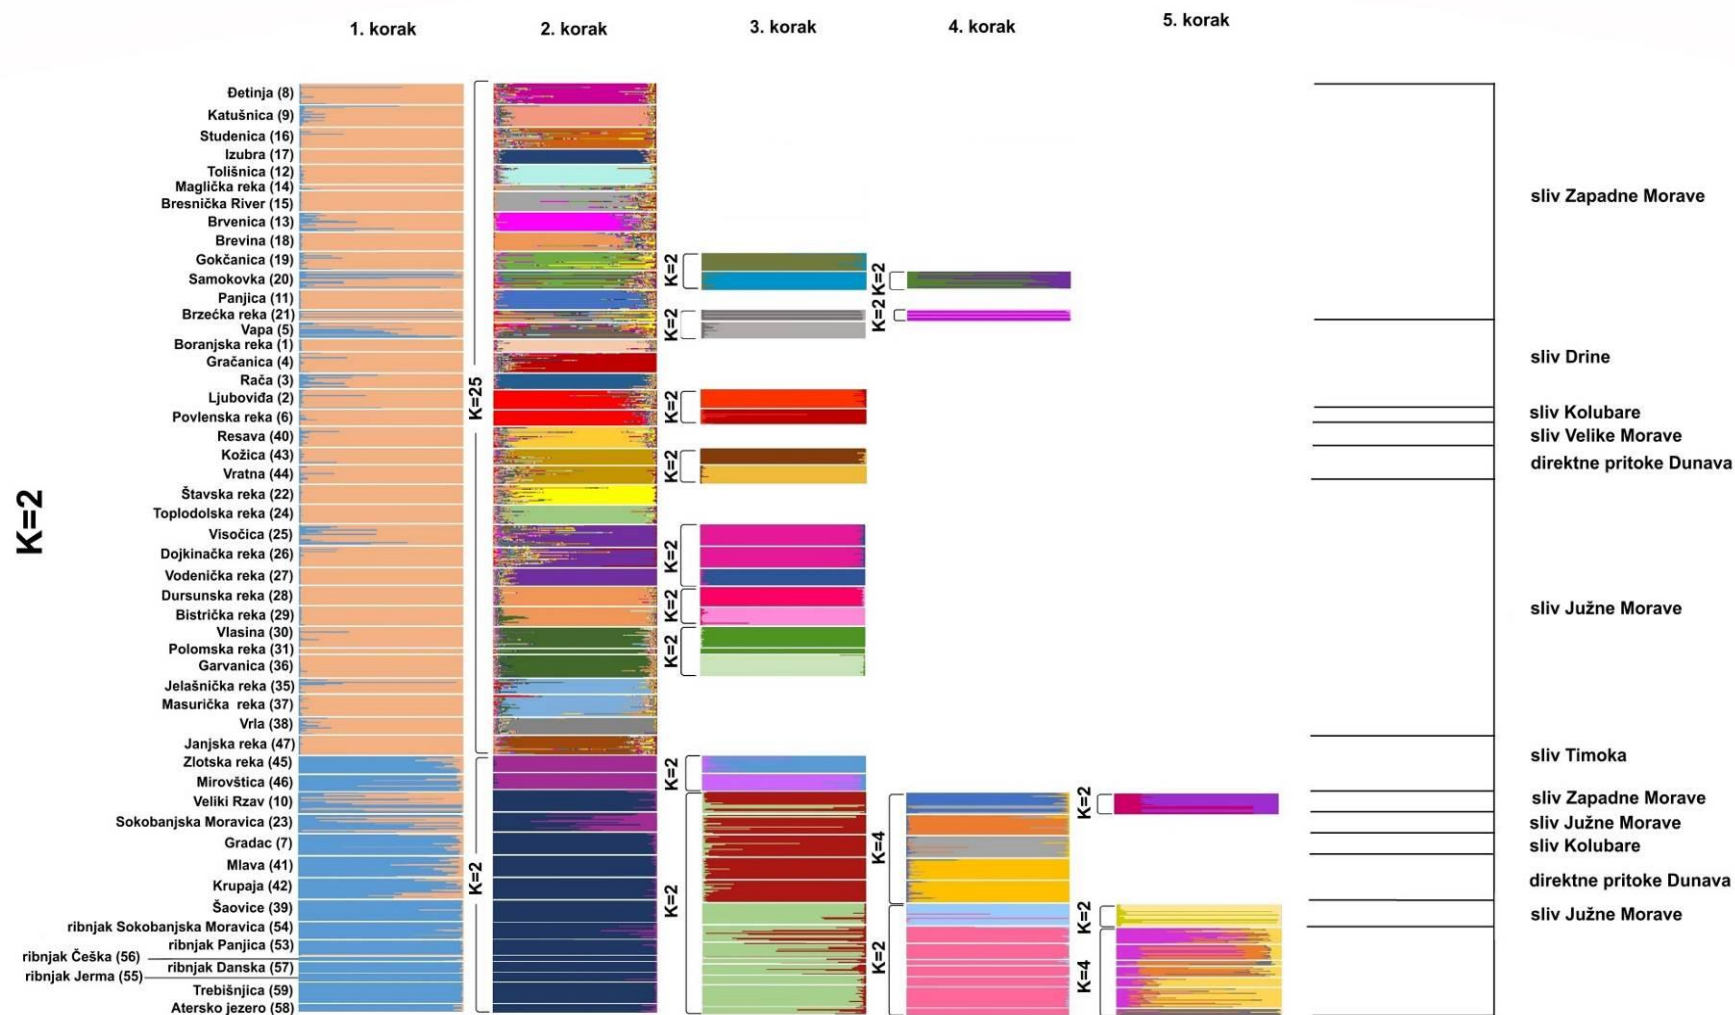 1. korak
2. korak
3. korak
4. korak
5. korak
K=2
Đetinja (8)
Katušnica (9)
Studenica (16)
Izubra (17)
Tolišnica (12)
Maglička reka (14)
Bresnička River (15)
Brvenica (13)
Brevina (18)
Gokčanica (19)
Samokovka (20)
Panjica (11)
Brzećka reka (21)
Vapa (5)
Boranjska reka (1)
Gračanica (4)
Rača (3)
Ljuboviđa (2)
Povlenska reka (6)
Resava (40)
Kožica (43)
Vratna (44)
Štavska reka (22)
Toplodolska reka (24)
Visočica (25)
Dojkinačka reka (26)
Vodenička reka (27)
Dursunska reka (28)
Bistrička reka (29)
Vlasina (30)
Polomska reka (31)
Garvanica (36)
Jelašnička reka (35)
Masurička reka (37)
Vrla (38)
Janjska reka (47)
Zlotska reka (45)
Mirovštica (46)
Veliki Rzav (10)
Sokobanjska Moravica (23)
Gradac (7)
Mlava (41)
Krupaja (42)
Šaovice (39)
ribnjak Sokobanjska Moravica (54)
ribnjak Panjica (53)
ribnjak Češka (56)
ribnjak Danska (57)
ribnjak Jerma (55)
Trebišnjica (59)
Atersko jezero (58)
K=25
K=2
K=2
K=2
K=2
K=2
K=2
K=2
K=2
K=2
K=2
K=2
K=2
K=4
K=2
K=2
K=2
K=4
sliv Zapadne Morave
sliv Drine
sliv Kolubare
sliv Velike Morave
direktne pritoke Dunava
sliv Južne Morave
sliv Timoka
sliv Zapadne Morave
sliv Južne Morave
sliv Kolubare
direktne pritoke Dunava
sliv Južne Morave